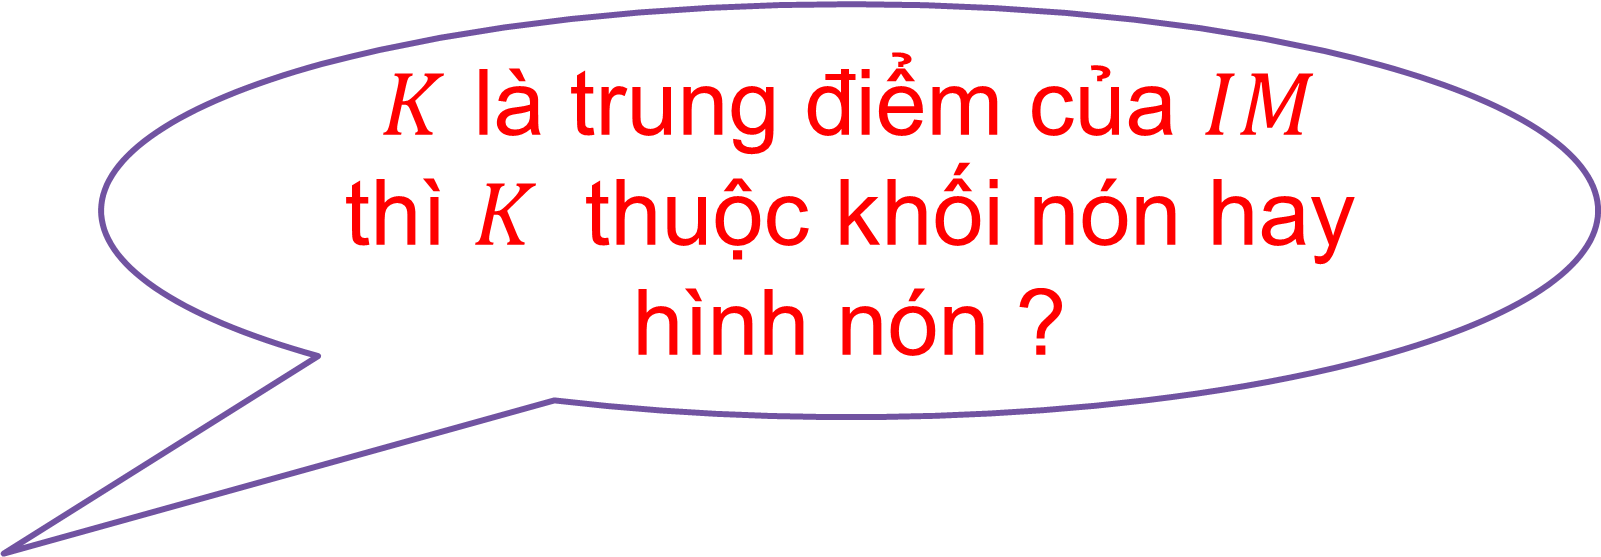 K là trung điểm của IM
thì K thuộc khối nón hay
hình nón ?